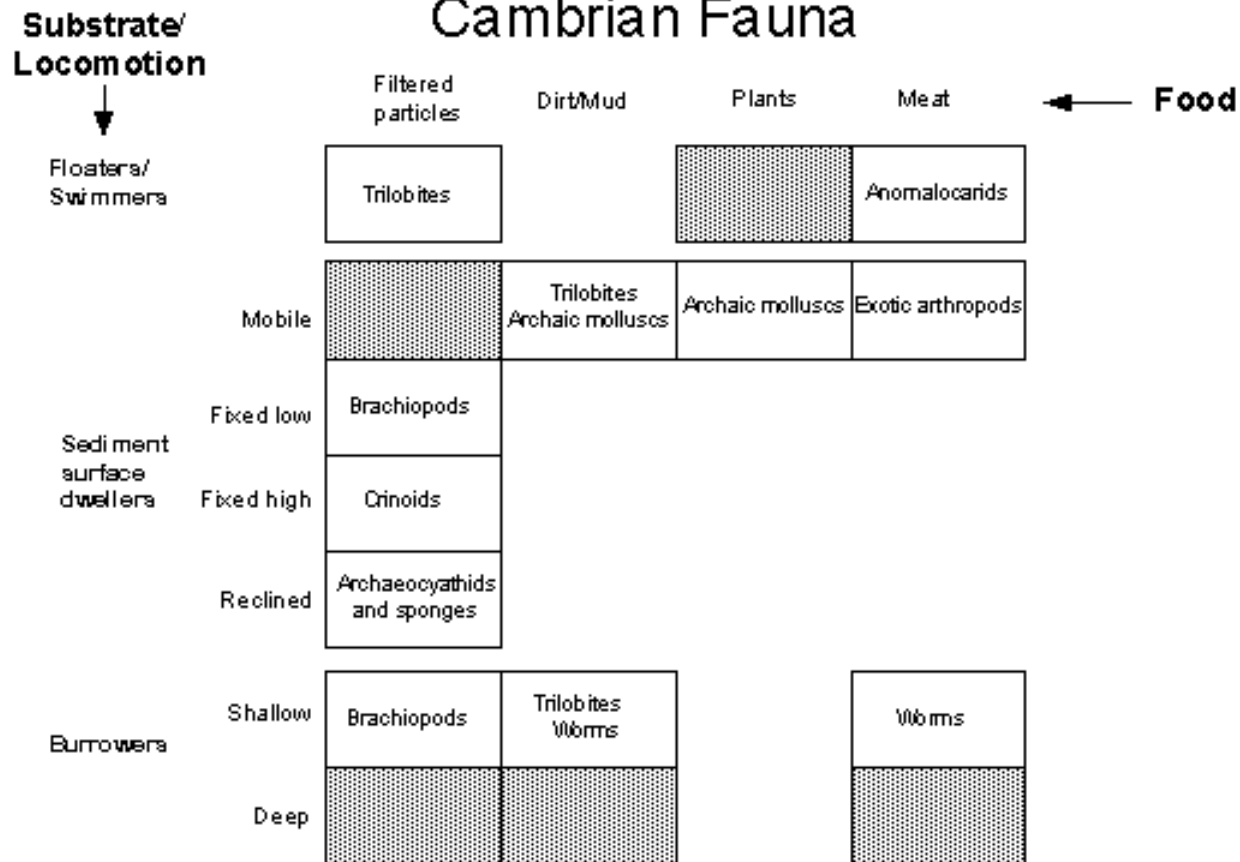 Cambrian Fauna
Substrate/
Locomotion
Filtered
particles
Dirt/Mud
Plants
Meat
Food
Floaters/
Swimmers
Trilobites
Anomalocarids
Mobile
Trilobites
Archaic molluscs
Archaic molluscs
Exotic arthropods
Sediment
surface
dwellers
Fixed low
Brachiopods
Fixed high
Crinoids
Reclined
Archaeocyathids
and sponges
Burrowers
Shallow
Brachiopods
Trilobites
Worms
Worms
Deep